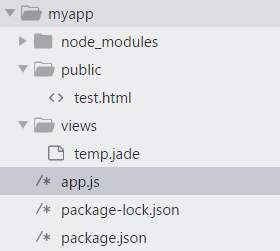 myapp
node_modules
public
<> test.html
views
temp.jade
/* app.js
/* package-lock.json
/* package.json